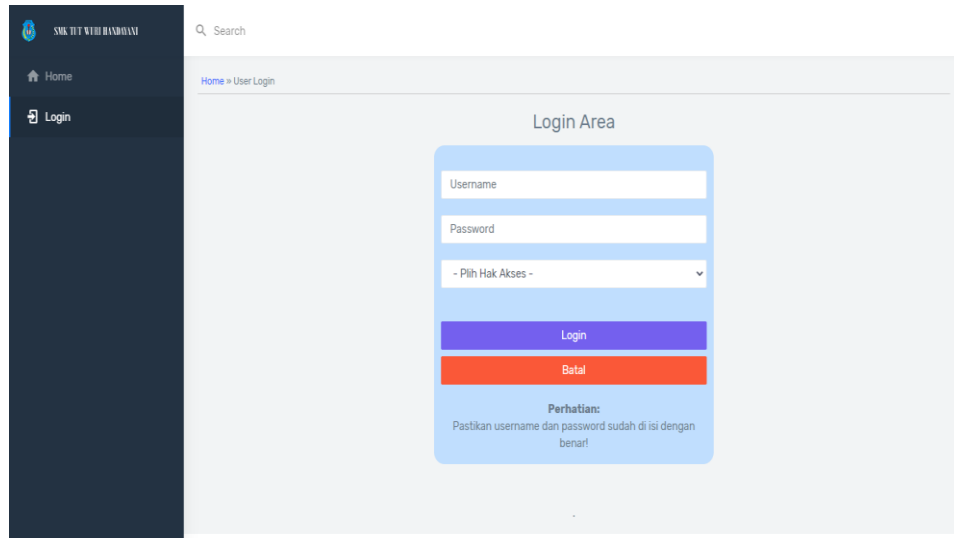 SMK TUT WURI HANDAYANI
Search
Home
Login
Home » User Login
Login Area
Username
Password
- Plih Hak Akses -
Login
Batal
Perhatian:
Pastikan username dan password sudah di isi dengan
benar!